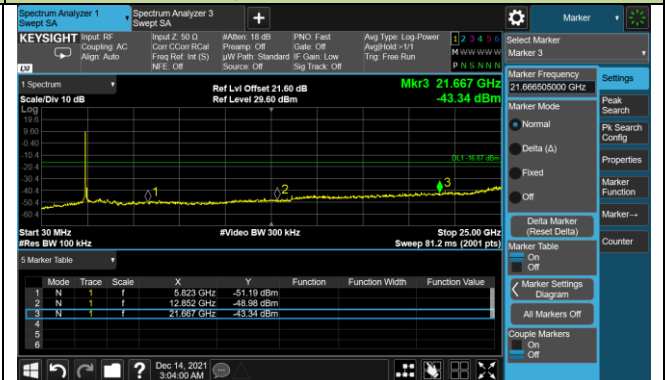 Spectrum Analyzer 1
Swept SA
Spectrum Analyzer 3
Swept SA
+
Marker
KEYSIGHT
Input: RF
Coupling: AC
Align: Auto
Input Z: 50 Ω
Corr CCorr RCal
Freq Ref: Int (S)
NFE: Off
#Atten: 18 dB
Preamp: Off
µW Path: Standard
Source: Off
PNO: Fast
Gate: Off
IF Gain: Low
Sig Track: Off
Avg Type: Log-Power
Avg|Hold:>1/1
Trig: Free Run
1 2 3 4 5 6
M W W W W W
P N S N N N
LXI
Select Marker
Marker 3
1 Spectrum
Scale/Div 10 dB
Log
Ref Lvl Offset 21.60 dB
Ref Level 29.60 dBm
Mkr3 21.667 GHz
-43.34 dBm
19.6
9.60
-0.40
-10.4
-20.4
-30.4
-40.4
-50.4
-60.4
DL1 -16.87 dBm
1
2
3
Start 30 MHz
#Res BW 100 kHz
#Video BW 300 kHz
Stop 25.00 GHz
Sweep 81.2 ms (2001 pts)
5 Marker Table
Mode Trace Scale X Y Function Function Width Function Value
1 N 1 f 5.823 GHz -51.19 dBm
2 N 1 f 12.852 GHz -48.98 dBm
3 N 1 f 21.667 GHz -43.34 dBm
4
5
6
Marker Frequency
21.666505000 GHz
Marker Mode
Normal
Delta (Δ)
Fixed
Off
Delta Marker
(Reset Delta)
Marker Table
On
Off
Marker Settings
Diagram
All Markers Off
Couple Markers
On
Off
Settings
Peak
Search
Pk Search
Config
Properties
Marker
Function
Marker→
Counter
?
Dec 14, 2021
3:04:00 AM